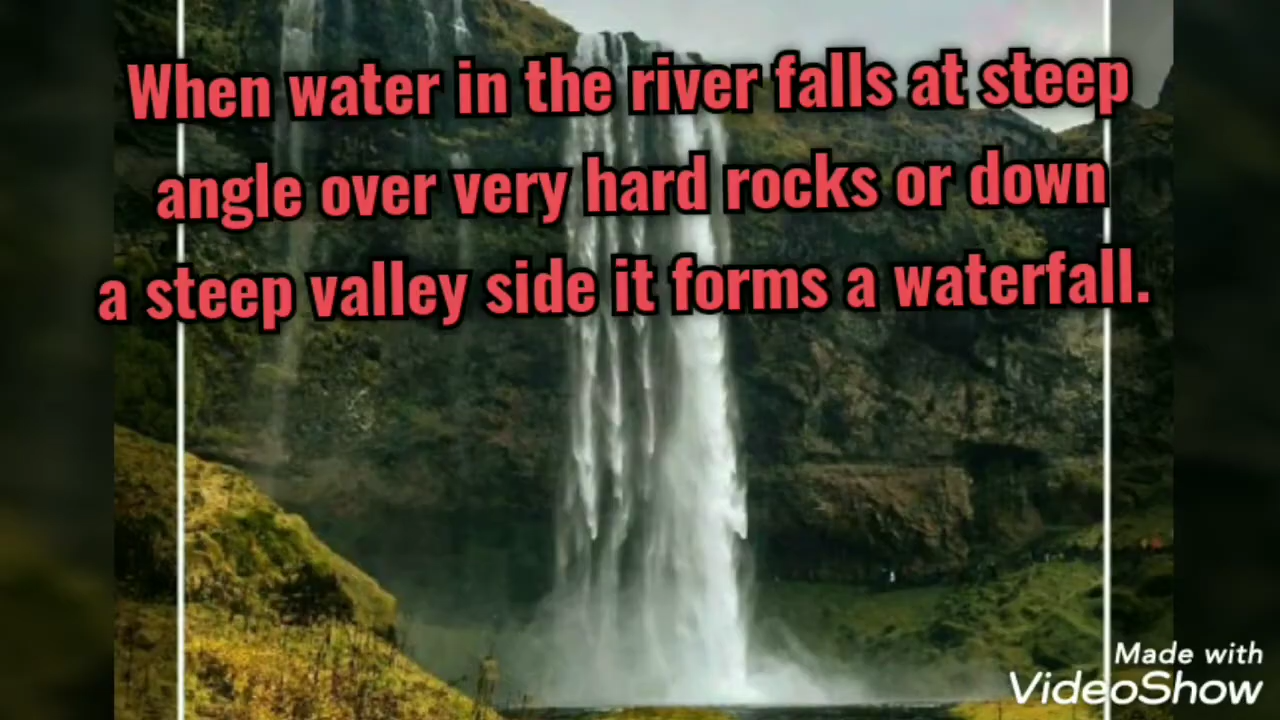 When water in the river falls at steep
angle over very hard rocks or down
a steep valley side it forms a waterfall.
Made with
VideoShow